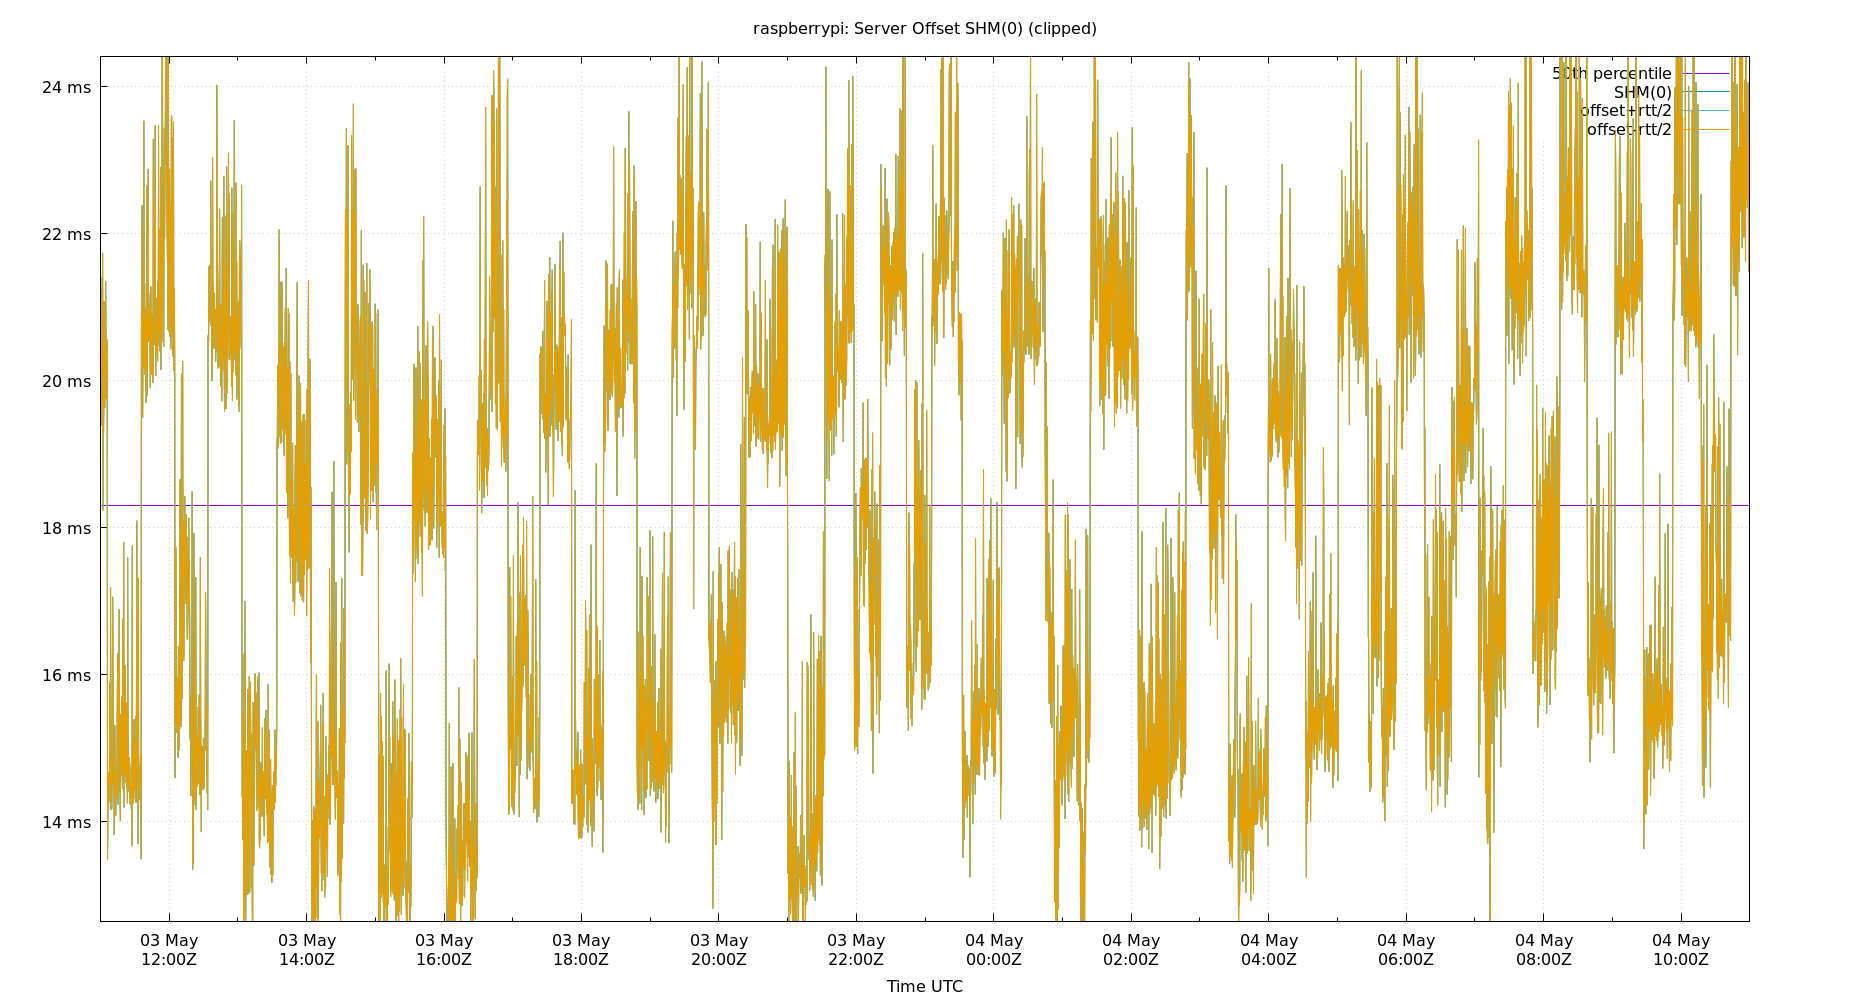 raspberrypi: Server Offset SHM(0) (clipped)
24 ms
22 ms
20 ms
18 ms
16 ms
14 ms
50th percentile
SHM(0)
offset+rtt/2
offset-rtt/2
03 May 03 May 03 May 03 May 03 May 03 May 04 May 04 May 04 May 04 May 04 May 04 May
12:00Z 14:00Z 16:00Z 18:00Z 20:00Z 22:00Z 00:00Z 02:00Z 04:00Z 06:00Z 08:00Z 10:00Z
Time UTC